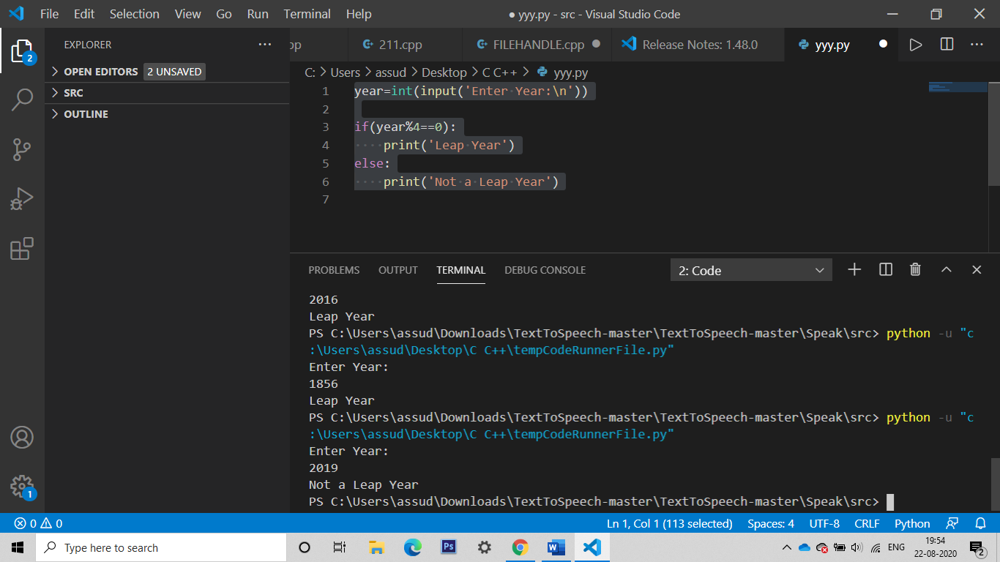 File Edit Selection View Go Run Terminal Help
● yyy.py - src - Visual Studio Code
EXPLORER
OPEN EDITORS 2 UNSAVED
SRC
OUTLINE
2
1
pp 211.cpp FILEHANDLE.cpp Release Notes: 1.48.0 yyy.py
C: > Users > assud > Desktop > C C++ > yyy.py
1 year=int(input('Enter Year:\n'))
2
3 if(year%4==0):
4     print('Leap Year')
5 else:
6     print('Not a Leap Year')
7
PROBLEMS OUTPUT TERMINAL DEBUG CONSOLE 2: Code
2016
Leap Year
PS C:\Users\assud\Downloads\TextToSpeech-master\TextToSpeech-master\Speak\src> python -u "c
:\Users\assud\Desktop\C C++\tempCodeRunnerFile.py"
Enter Year:
1856
Leap Year
PS C:\Users\assud\Downloads\TextToSpeech-master\TextToSpeech-master\Speak\src> python -u "c
:\Users\assud\Desktop\C C++\tempCodeRunnerFile.py"
Enter Year:
2019
Not a Leap Year
PS C:\Users\assud\Downloads\TextToSpeech-master\TextToSpeech-master\Speak\src>
0 0 Ln 1, Col 1 (113 selected) Spaces: 4 UTF-8 CRLF Python
Type here to search
Ps
W
ENG
19:54
22-08-2020
2